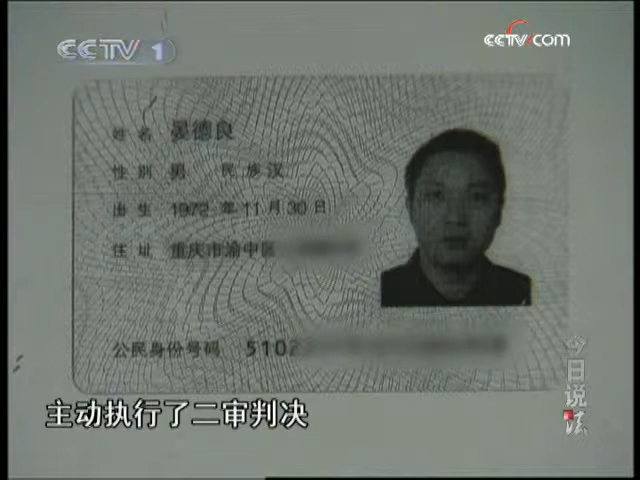 CCTV 1
CCTV.com
姓名 晏德良
性别 男 民族汉
出生 1972 年 11 月 30 日
住址 重庆市渝中区
公民身份号码 5102
今日说法
主动执行了二审判决